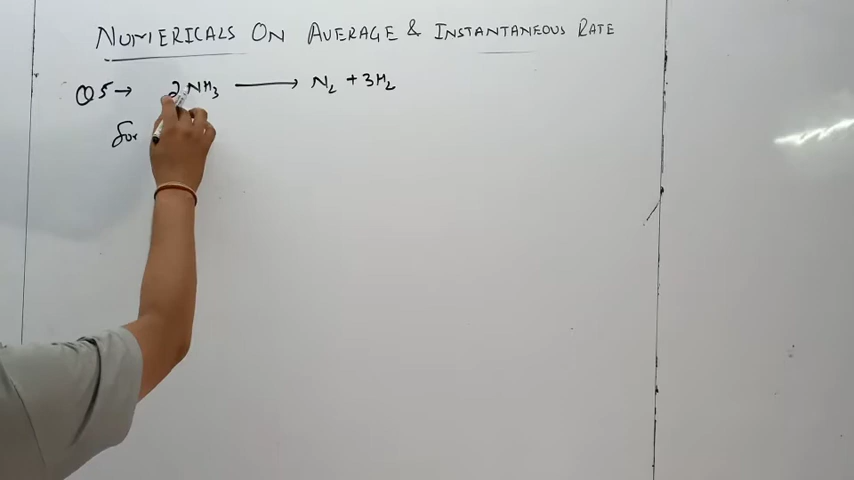 NUMERICALS ON AVERAGE & INSTANTANEOUS RATE
Q5→ 2NH₃ ⟶ N₂ + 3H₂
for